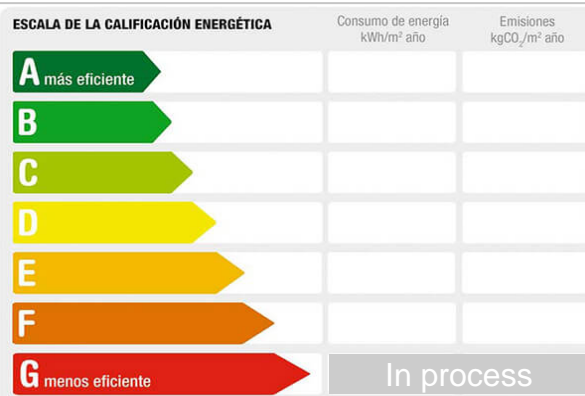 ESCALA DE LA CALIFICACIÓN ENERGÉTICA
Consumo de energía
kWh/m² año
Emisiones
kgCO₂/m² año
A más eficiente
B
C
D
E
F
G menos eficiente
In process